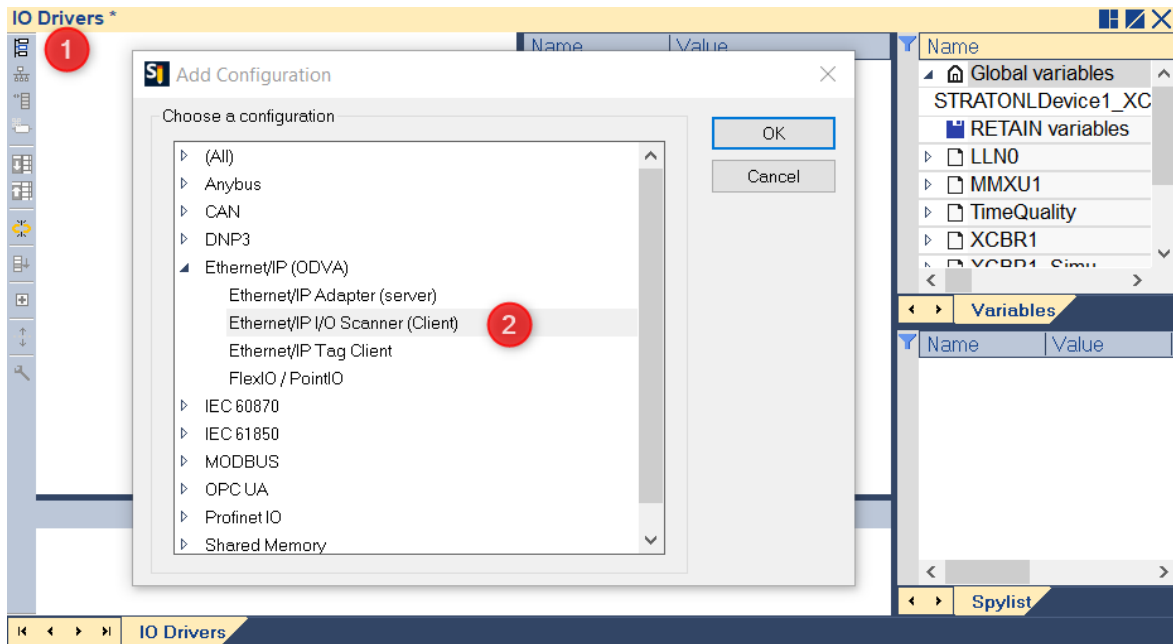 IO Drivers *
1
Name Value
Name
Global variables
STRATONLDevice1_XC
RETAIN variables
LLN0
MMXU1
TimeQuality
XCBR1
XCBR1_Simu
Variables
Name Value
Spylist
Add Configuration
Choose a configuration
(All)
Anybus
CAN
DNP3
Ethernet/IP (ODVA)
Ethernet/IP Adapter (server)
Ethernet/IP I/O Scanner (Client)
2
Ethernet/IP Tag Client
FlexIO / PointIO
IEC 60870
IEC 61850
MODBUS
OPC UA
Profinet IO
Shared Memory
OK
Cancel
IO Drivers